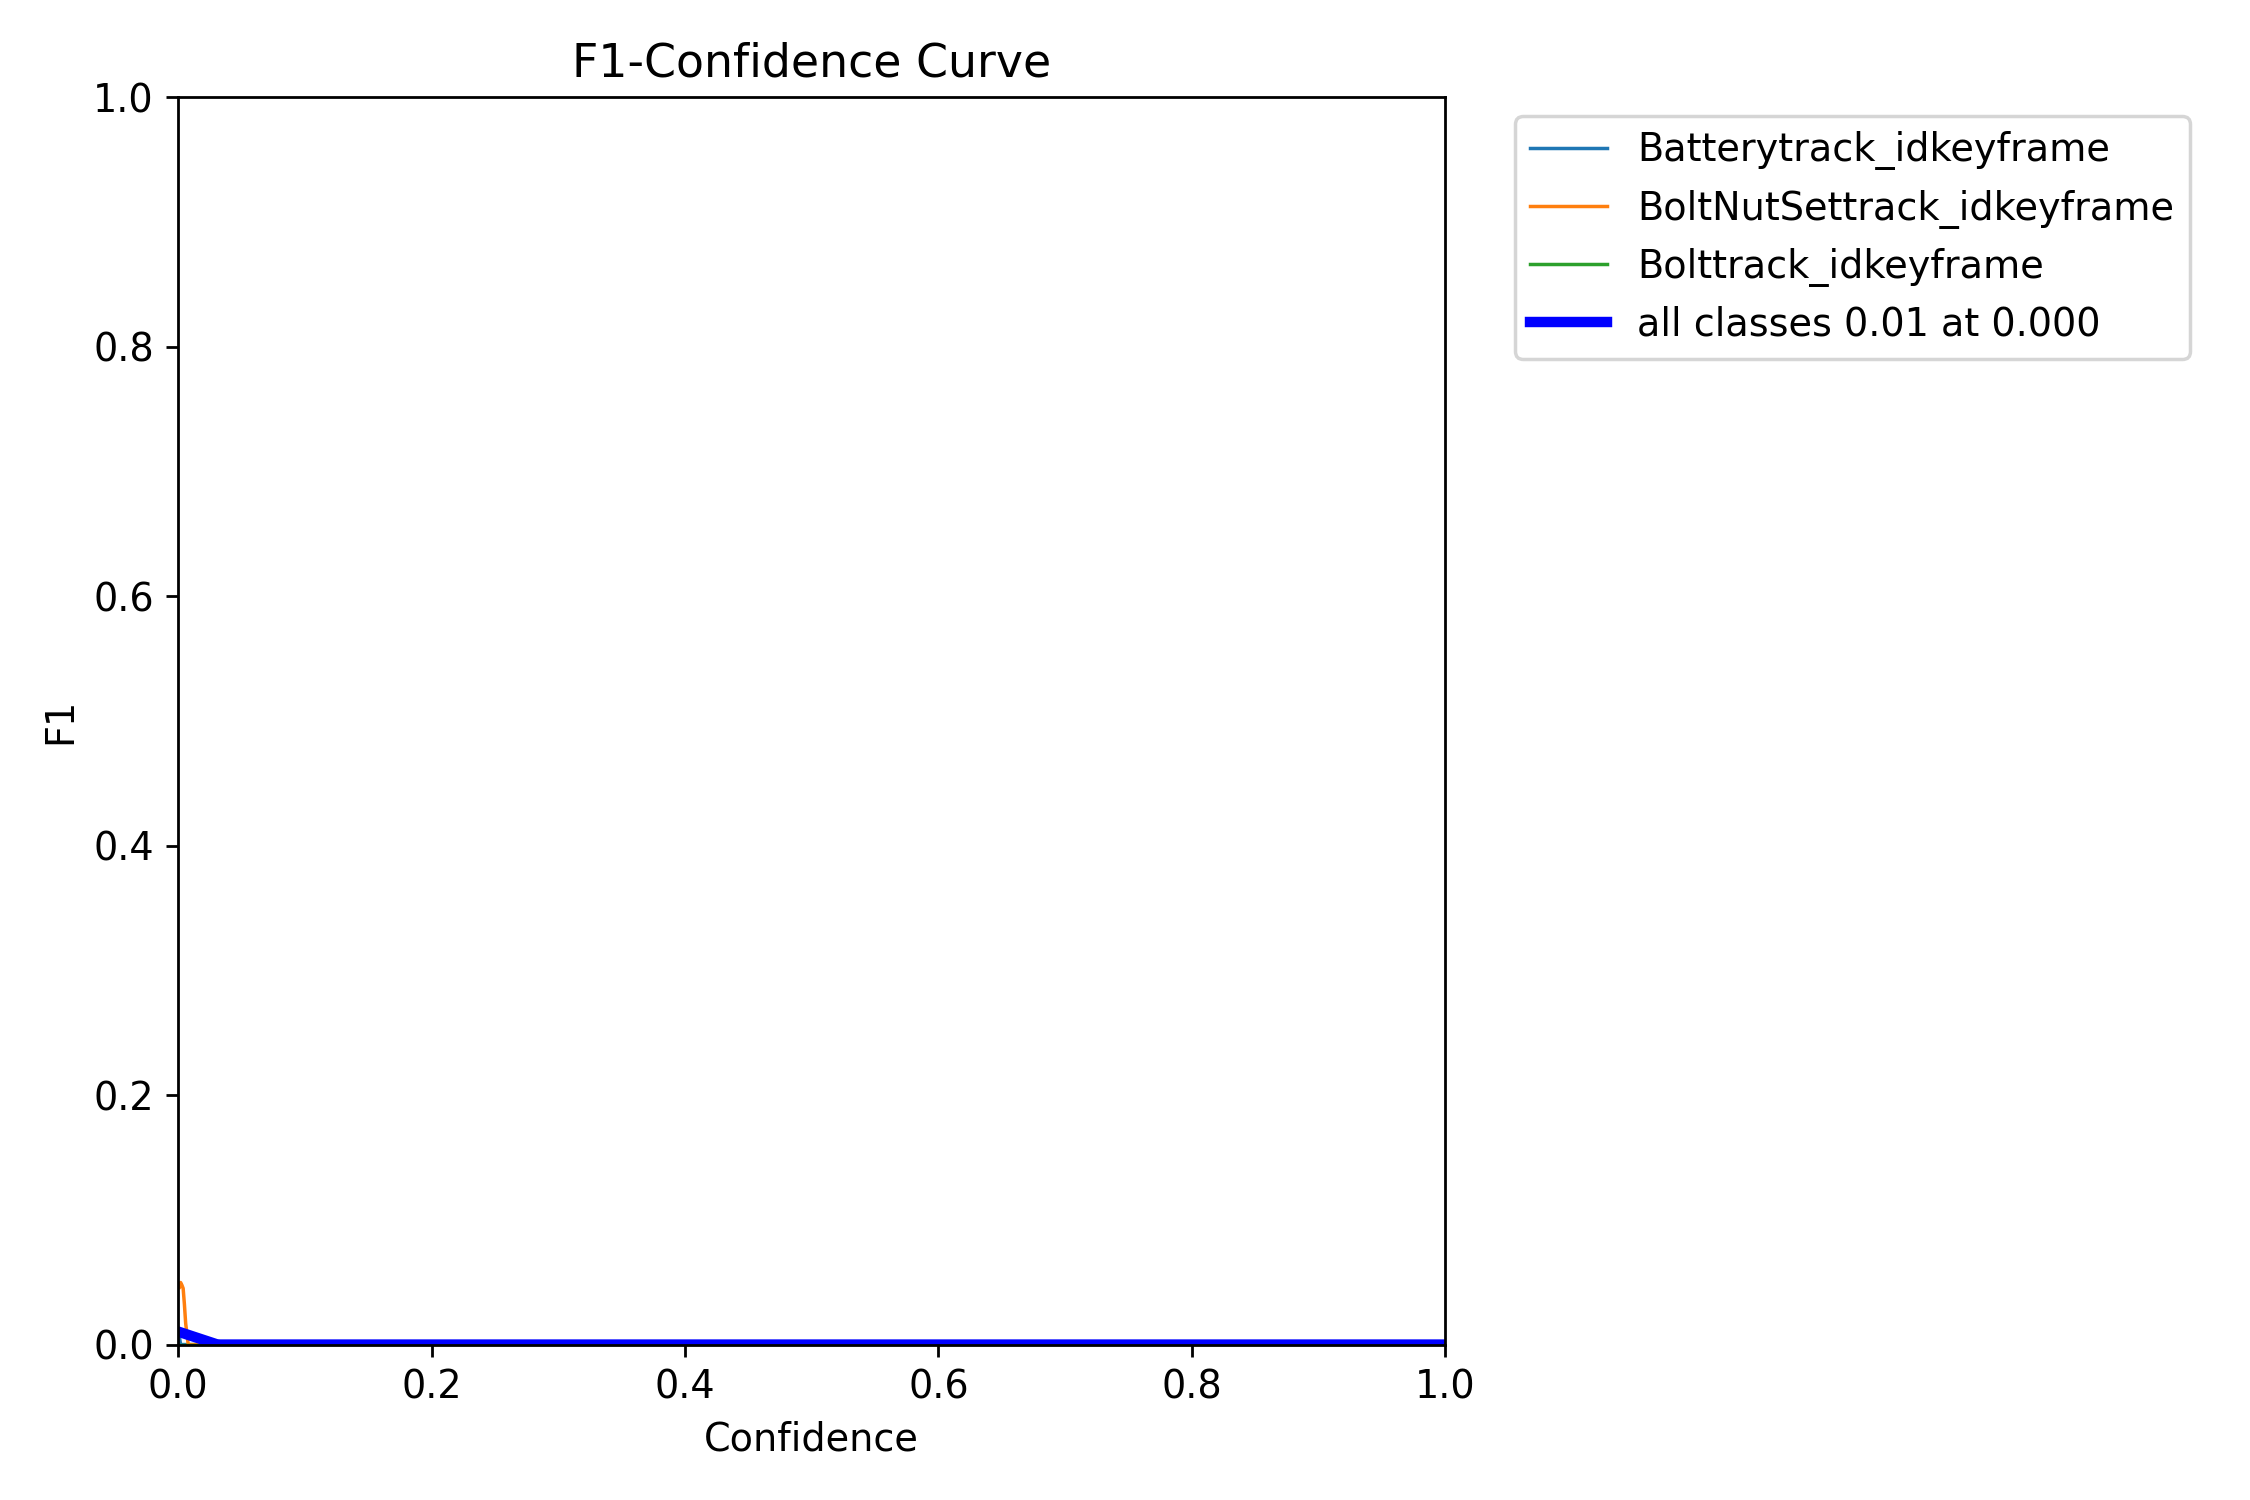 F1-Confidence Curve
1.0
0.8
0.6
0.4
0.2
0.0
F1
0.0 0.2 0.4 0.6 0.8 1.0
Confidence
Batterytrack_idkeyframe
BoltNutSettrack_idkeyframe
Bolttrack_idkeyframe
all classes 0.01 at 0.000